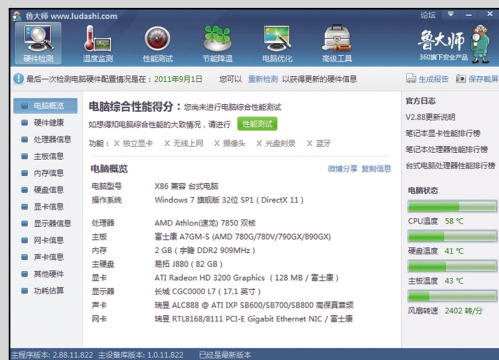 鲁大师 www.ludashi.com
论坛
硬件检测
温度监测
性能测试
节能降温
电脑优化
高级工具
鲁大师
360旗下安全产品
最后一次检测电脑硬件配置情况是在：2011年9月1日 您可以 重新检测 以获得更新的硬件信息
生成报告
保存截屏
电脑概览
硬件健康
处理器信息
主板信息
内存信息
硬盘信息
显卡信息
显示器信息
网卡信息
声卡信息
其他硬件
功耗估算
电脑综合性能得分：您尚未进行电脑综合性能测试
如想得知电脑综合性能的大致情况，请进行 性能测试
功能： X 独立显卡 X 无线上网 X 摄像头 X 光盘刻录 X 蓝牙
电脑概览
微博分享 复制信息
电脑型号 X86 兼容 台式电脑
操作系统 Windows 7 旗舰版 32位 SP1 ( DirectX 11 )
处理器 AMD Athlon(速龙) 7850 双核
主板 富士康 A7GM-S (AMD 780G/780V/790GX/890GX)
内存 2 GB ( 宇瞻 DDR2 909MHz )
主硬盘 易拓 J880 ( 82 GB )
显卡 ATI Radeon HD 3200 Graphics ( 128 MB / 富士康 )
显示器 长城 CGC0000 L7 ( 17.1 英寸 )
声卡 瑞昱 ALC888 @ ATI IXP SB600/SB700/SB800 高保真音频
网卡 瑞昱 RTL8168/8111 PCI-E Gigabit Ethernet NIC / 富士康
官方日志
V2.88更新说明
笔记本显卡性能排行榜
笔记本处理器性能排行榜
台式电脑处理器性能排行榜
电脑状态
CPU温度 58 ℃
硬盘温度 41 ℃
主板温度 43 ℃
风扇转速 2402 转/分
主程序版本: 2.88.11.822 主设备库版本: 1.0.11.822 已经是最新版本